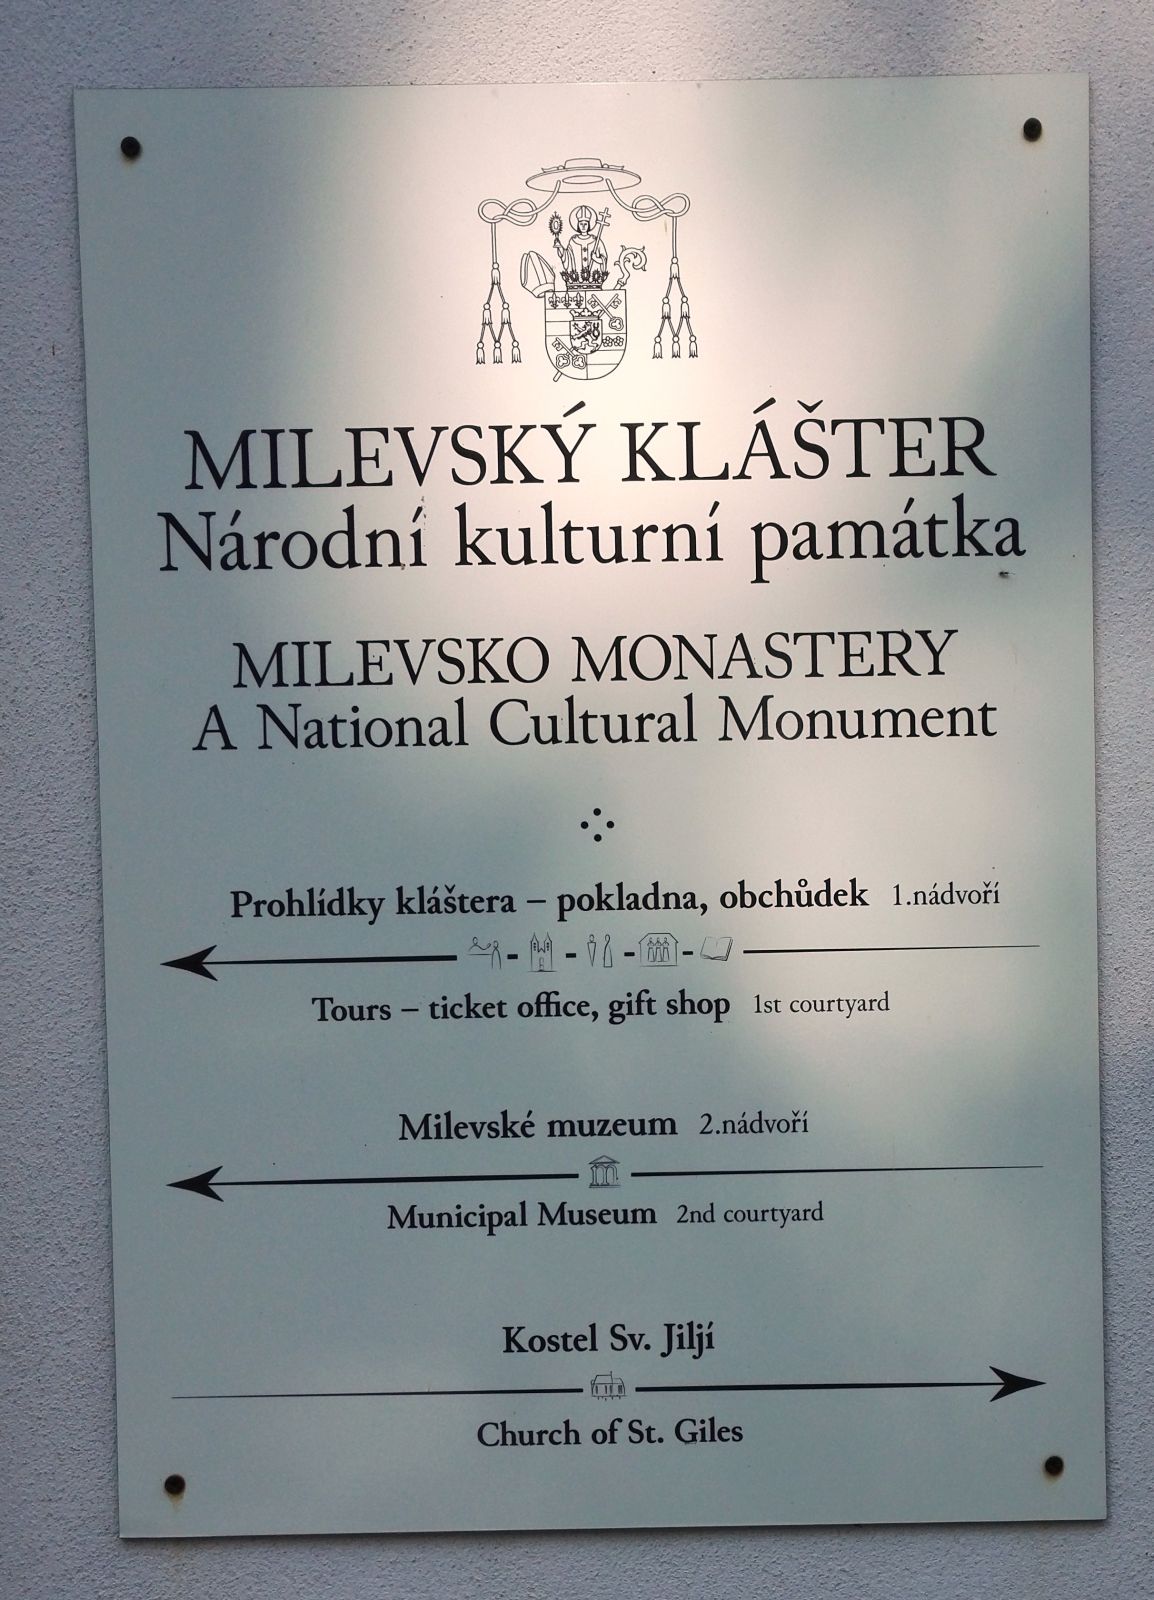 MILEVSKÝ KLÁŠTER
Národní kulturní památka
MILEVSKO MONASTERY
A National Cultural Monument
Prohlídky kláštera – pokladna, obchůdek 1.nádvoří
Tours – ticket office, gift shop 1st courtyard
Milevské muzeum 2.nádvoří
Municipal Museum 2nd courtyard
Kostel Sv. Jiljí
Church of St. Giles